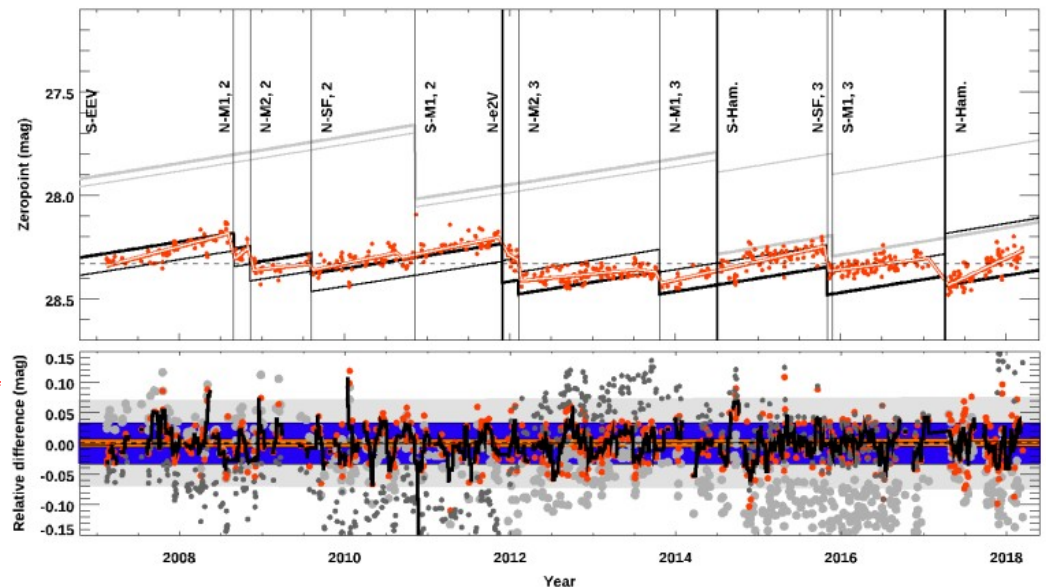 27.5
28.0
28.5
Zeropoint (mag)
S-EEV
N-M1, 2
N-M2, 2
N-SF, 2
S-M1, 2
N-e2V
N-M2, 3
N-M1, 3
S-Ham.
N-SF, 3
S-M1, 3
N-Ham.
0.15
0.10
0.05
0.00
-0.05
-0.10
-0.15
Relative difference (mag)
2008
2010
2012
2014
2016
2018
Year